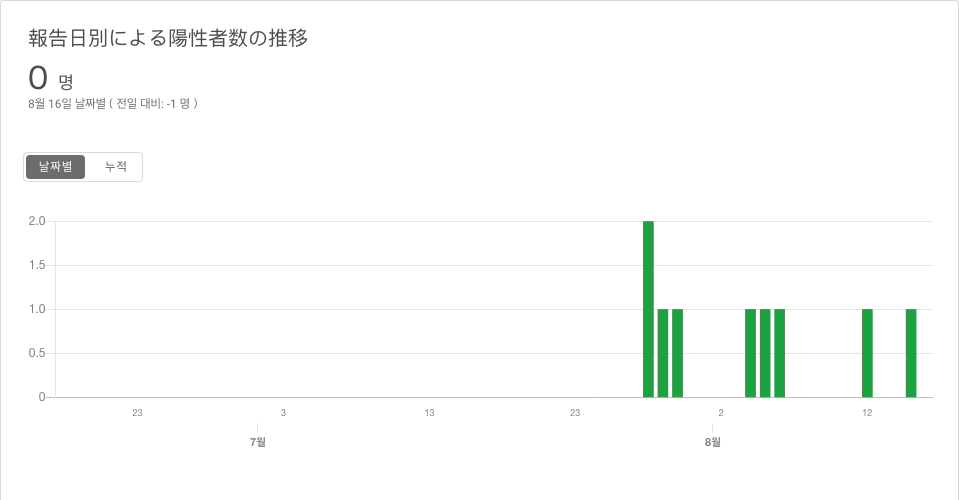 報告日別による陽性者数の推移
0 명
8월 16일 날짜별 ( 전일 대비: -1 명 )
날짜별 누적
2.0
1.5
1.0
0.5
0
23 3 13 23 2 12
7월 8월